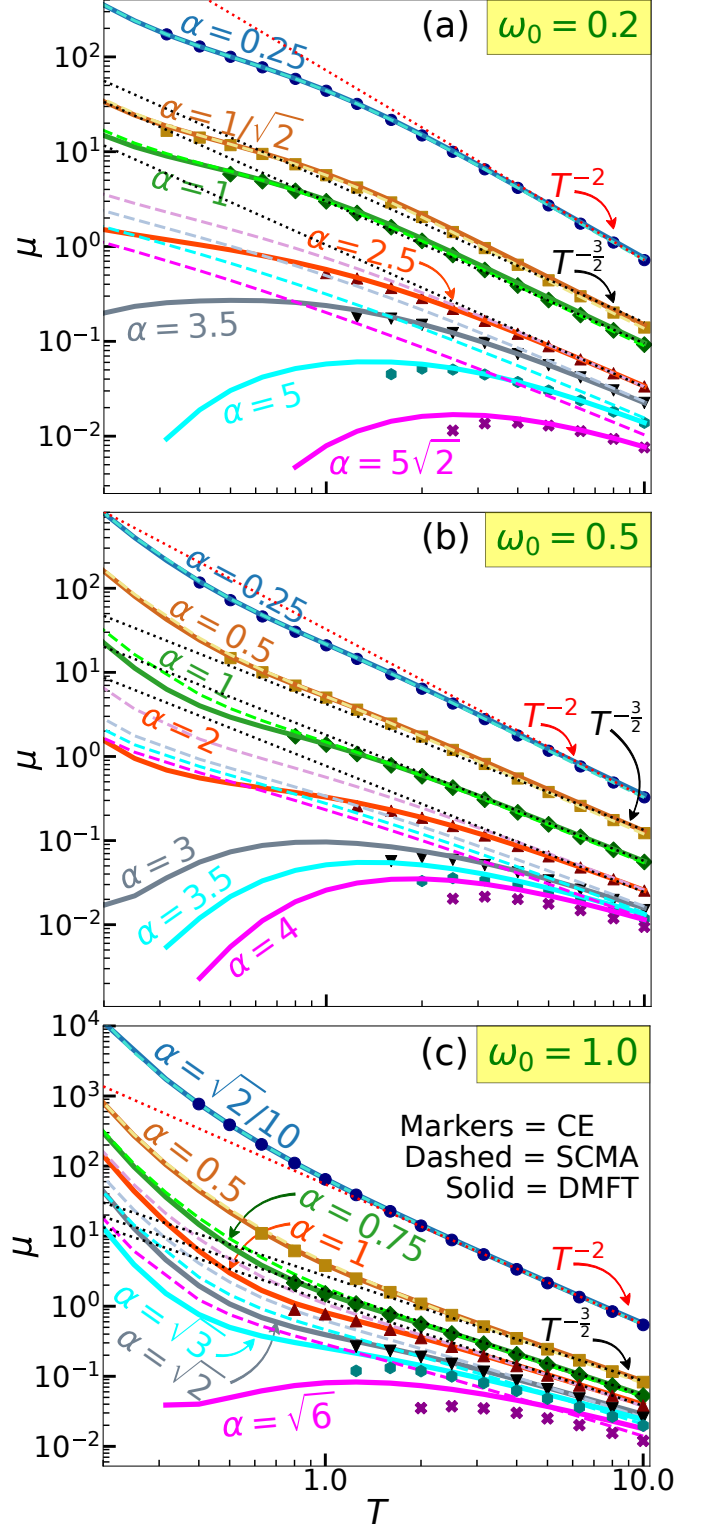 (a)
ω₀ = 0.2
α = 0.25
α = 1/√2
α = 1
α = 2.5
α = 3.5
α = 5
α = 5√2
T⁻²
T^{-3/2}
μ
10²
10¹
10⁰
10⁻¹
10⁻²
(b)
ω₀ = 0.5
α = 0.25
α = 0.5
α = 1
α = 2
α = 3
α = 3.5
α = 4
T⁻²
T^{-3/2}
μ
10²
10¹
10⁰
10⁻¹
10⁻²
(c)
ω₀ = 1.0
α = √2/10
α = 0.5
α = 0.75
α = 1
α = √3
α = √2
α = √6
Markers = CE
Dashed = SCMA
Solid = DMFT
T⁻²
T^{-3/2}
μ
10⁴
10³
10²
10¹
10⁰
10⁻¹
10⁻²
1.0
10.0
T